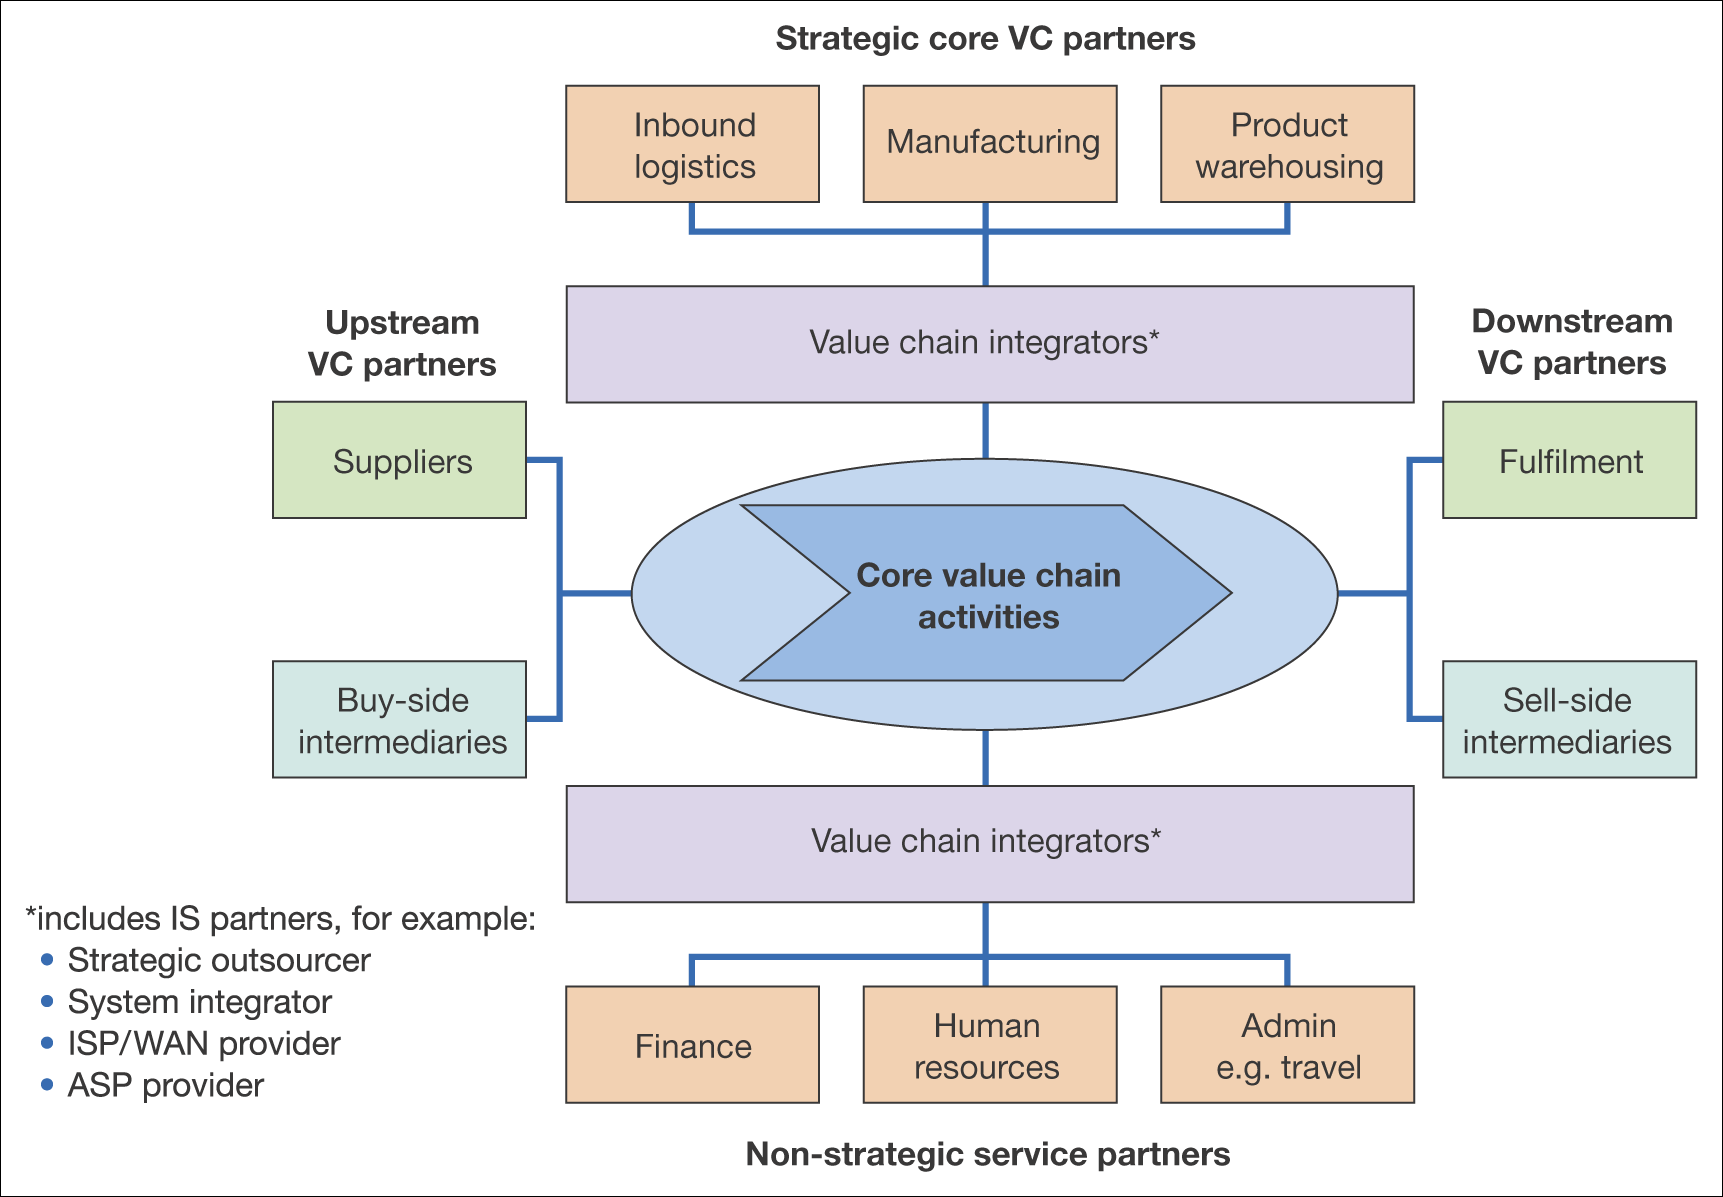 Strategic core VC partners
Inbound
logistics
Manufacturing
Product
warehousing
Value chain integrators*
Upstream
VC partners
Downstream
VC partners
Suppliers
Fulfilment
Core value chain
activities
Buy-side
intermediaries
Sell-side
intermediaries
Value chain integrators*
*includes IS partners, for example:
• Strategic outsourcer
• System integrator
• ISP/WAN provider
• ASP provider
Finance
Human
resources
Admin
e.g. travel
Non-strategic service partners